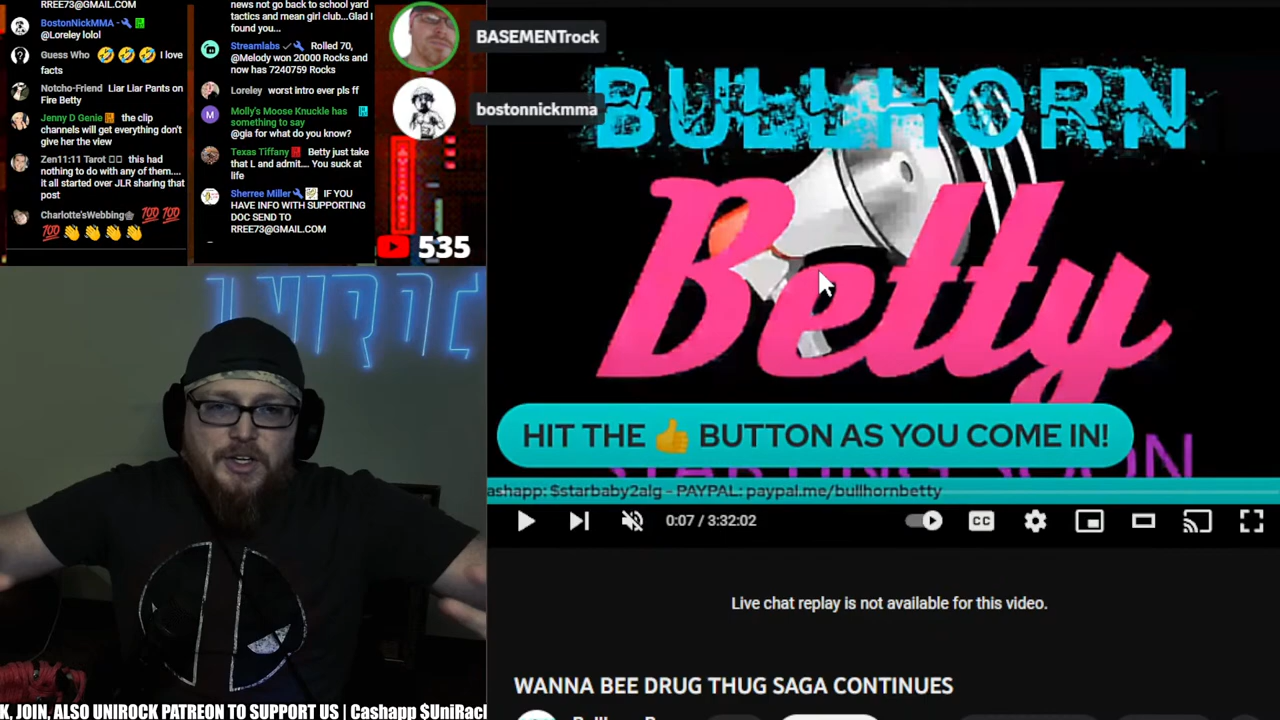 RREE73@GMAIL.COM
BostonNickMMA -
@Loreley lolol
Guess Who 🤣🤣🤣 I love
facts
Notcho-Friend Liar Liar Pants on
Fire Betty
Jenny D Genie the clip
channels will get everything don't
give her the view
Zen11:11 Tarot this had
nothing to do with any of them....
it all started over JLR sharing that
post
Charlotte'sWebbing 💯💯
💯👏👏👏👏
news not go back to school yard
tactics and mean girl club...Glad I
found you...
Streamlabs Rolled 70,
@Melody won 20000 Rocks and
now has 7240759 Rocks
Loreley worst intro ever pls ff
Molly's Moose Knuckle has
something to say
@gia for what do you know?
Texas Tiffany Betty just take
that L and admit.... You suck at
life
Sherree Miller IF YOU
HAVE INFO WITH SUPPORTING
DOC SEND TO
RREE73@GMAIL.COM
M
BASEMENTrock
bostonnickmma
535
BULLHORN
Betty
HIT THE 👍 BUTTON AS YOU COME IN!
STARTING SOON
ashapp: $starbaby2alg - PAYPAL: paypal.me/bullhornbetty
0:07 / 3:32:02
CC
Live chat replay is not available for this video.
WANNA BEE DRUG THUG SAGA CONTINUES
K, JOIN, ALSO UNIROCK PATREON TO SUPPORT US | Cashapp $UniRacl